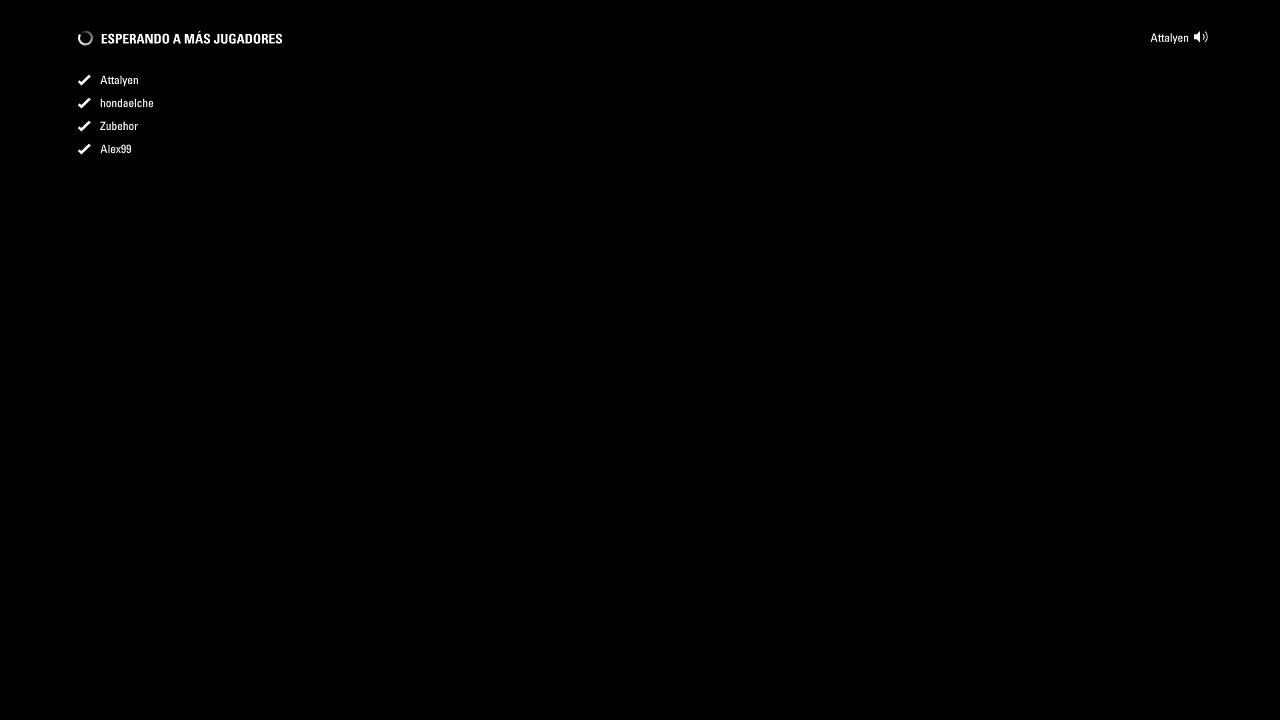 ESPERANDO A MÁS JUGADORES
Attalyen
Attalyen
hondaelche
Zubehor
Alex99